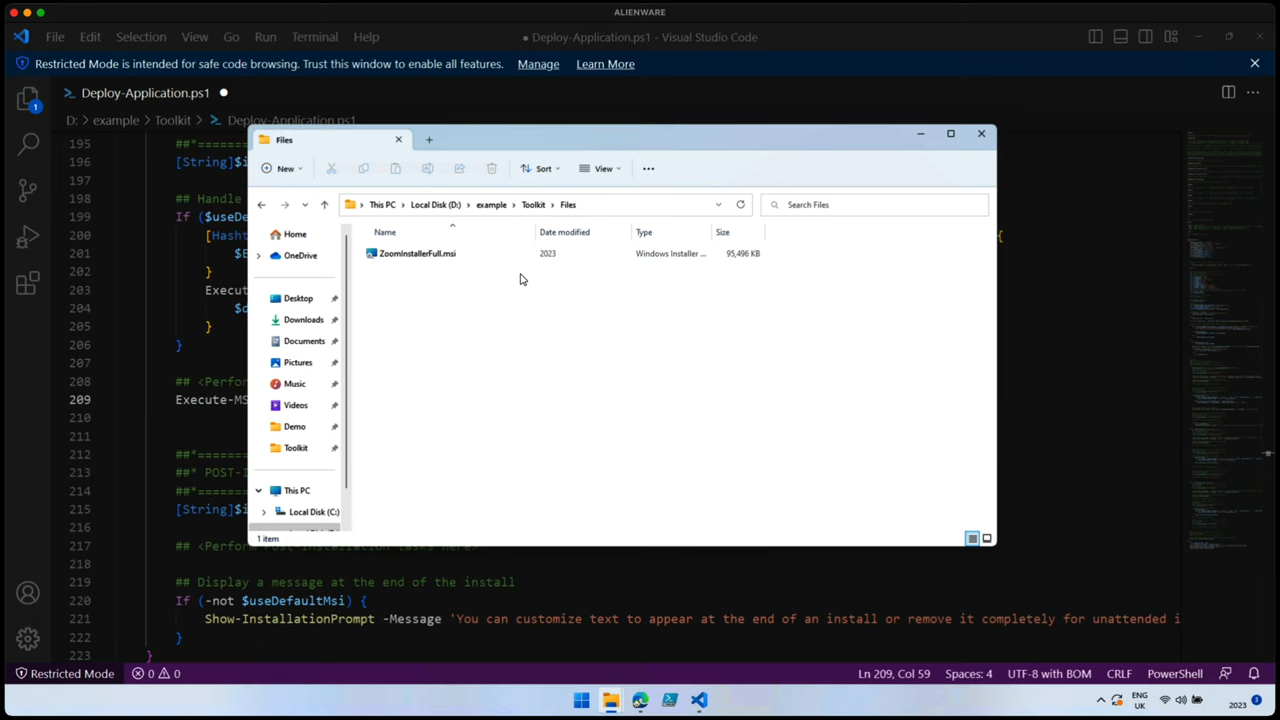 ALIENWARE
File Edit Selection View Go Run Terminal Help
● Deploy-Application.ps1 - Visual Studio Code
Restricted Mode is intended for safe code browsing. Trust this window to enable all features. Manage Learn More
1
Deploy-Application.ps1
D: > example > Toolkit > Deploy-Application.ps1
195 ##*=======
196 [String]$i
197
198 ## Handle
199 If ($useDe
200 [Hasht {
201 $E
202 }
203 Execut
204 $d
205 }
206 }
207
208 ## <Perfor
209 Execute-MS
210
211
212 ##*=======
213 ##* POST-I
214 ##*=======
215 [String]$i
216
217 ## <Perform Post-Installation tasks here>
218
219 ## Display a message at the end of the install
220 If (-not $useDefaultMsi) {
221 Show-InstallationPrompt -Message 'You can customize text to appear at the end of an install or remove it completely for unattended i
222 }
223 }
Files
New Sort View
This PC > Local Disk (D:) > example > Toolkit > Files
Search Files
Name Date modified Type Size
ZoomInstallerFull.msi 2023 Windows Installer ... 95,496 KB
Home
OneDrive
Desktop
Downloads
Documents
Pictures
Music
Videos
Demo
Toolkit
This PC
Local Disk (C:)
1 item
Restricted Mode 0 0 Ln 209, Col 59 Spaces: 4 UTF-8 with BOM CRLF PowerShell
ENG
UK
2023
3